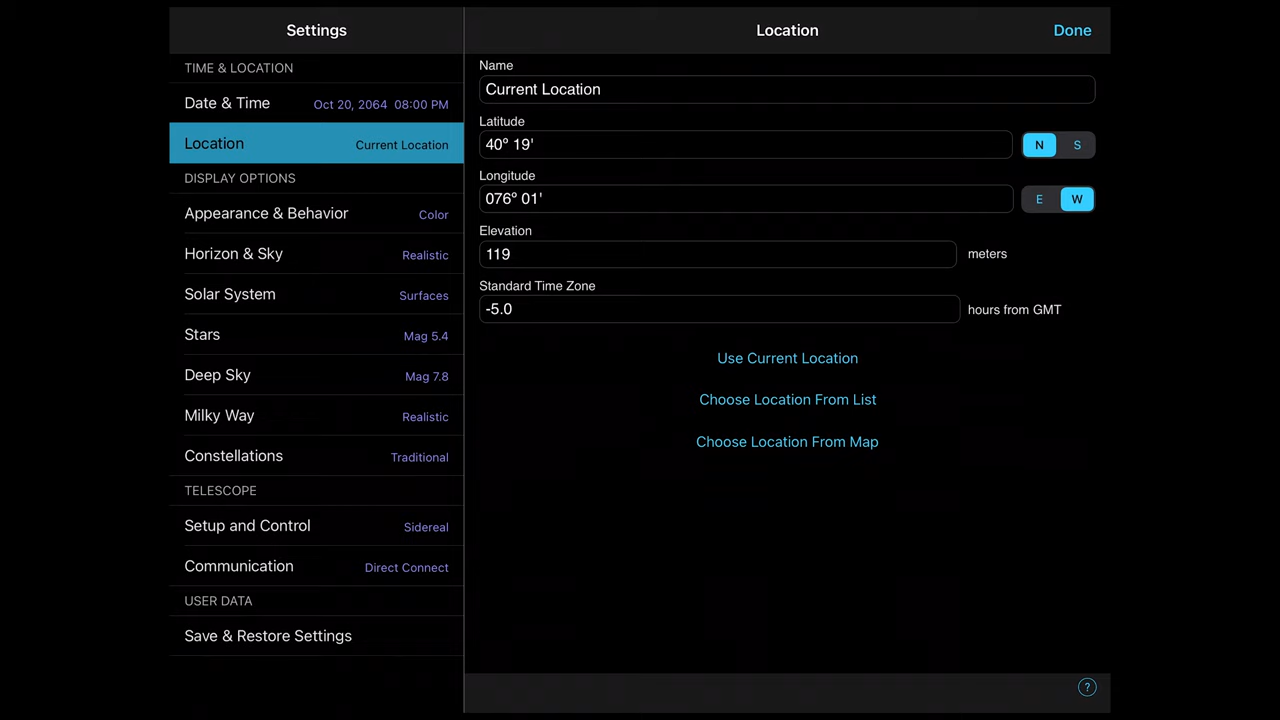 Settings
TIME & LOCATION
Date & Time Oct 20, 2064 08:00 PM
Location Current Location
DISPLAY OPTIONS
Appearance & Behavior Color
Horizon & Sky Realistic
Solar System Surfaces
Stars Mag 5.4
Deep Sky Mag 7.8
Milky Way Realistic
Constellations Traditional
TELESCOPE
Setup and Control Sidereal
Communication Direct Connect
USER DATA
Save & Restore Settings
Location Done
Name
Current Location
Latitude
40° 19' N S
Longitude
076° 01' E W
Elevation
119 meters
Standard Time Zone
-5.0 hours from GMT
Use Current Location
Choose Location From List
Choose Location From Map
?